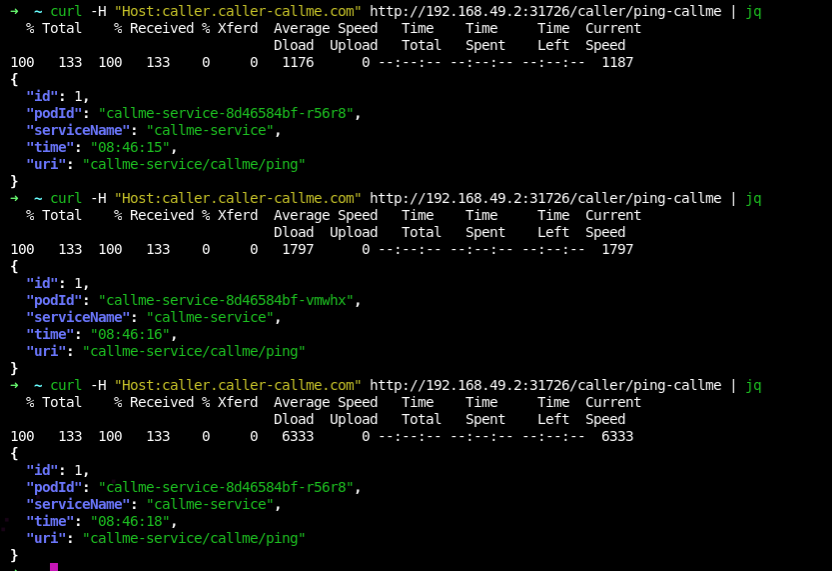 ➜  ~ curl -H "Host:caller.caller-callme.com" http://192.168.49.2:31726/caller/ping-callme | jq
  % Total    % Received % Xferd  Average Speed   Time    Time     Time  Current
                                 Dload  Upload   Total   Spent    Left  Speed
100   133  100   133    0     0   1176      0 --:--:-- --:--:-- --:--:--  1187
{
  "id": 1,
  "podId": "callme-service-8d46584bf-r56r8",
  "serviceName": "callme-service",
  "time": "08:46:15",
  "uri": "callme-service/callme/ping"
}
➜  ~ curl -H "Host:caller.caller-callme.com" http://192.168.49.2:31726/caller/ping-callme | jq
  % Total    % Received % Xferd  Average Speed   Time    Time     Time  Current
                                 Dload  Upload   Total   Spent    Left  Speed
100   133  100   133    0     0   1797      0 --:--:-- --:--:-- --:--:--  1797
{
  "id": 1,
  "podId": "callme-service-8d46584bf-vmwhx",
  "serviceName": "callme-service",
  "time": "08:46:16",
  "uri": "callme-service/callme/ping"
}
➜  ~ curl -H "Host:caller.caller-callme.com" http://192.168.49.2:31726/caller/ping-callme | jq
  % Total    % Received % Xferd  Average Speed   Time    Time     Time  Current
                                 Dload  Upload   Total   Spent    Left  Speed
100   133  100   133    0     0   6333      0 --:--:-- --:--:-- --:--:--  6333
{
  "id": 1,
  "podId": "callme-service-8d46584bf-r56r8",
  "serviceName": "callme-service",
  "time": "08:46:18",
  "uri": "callme-service/callme/ping"
}